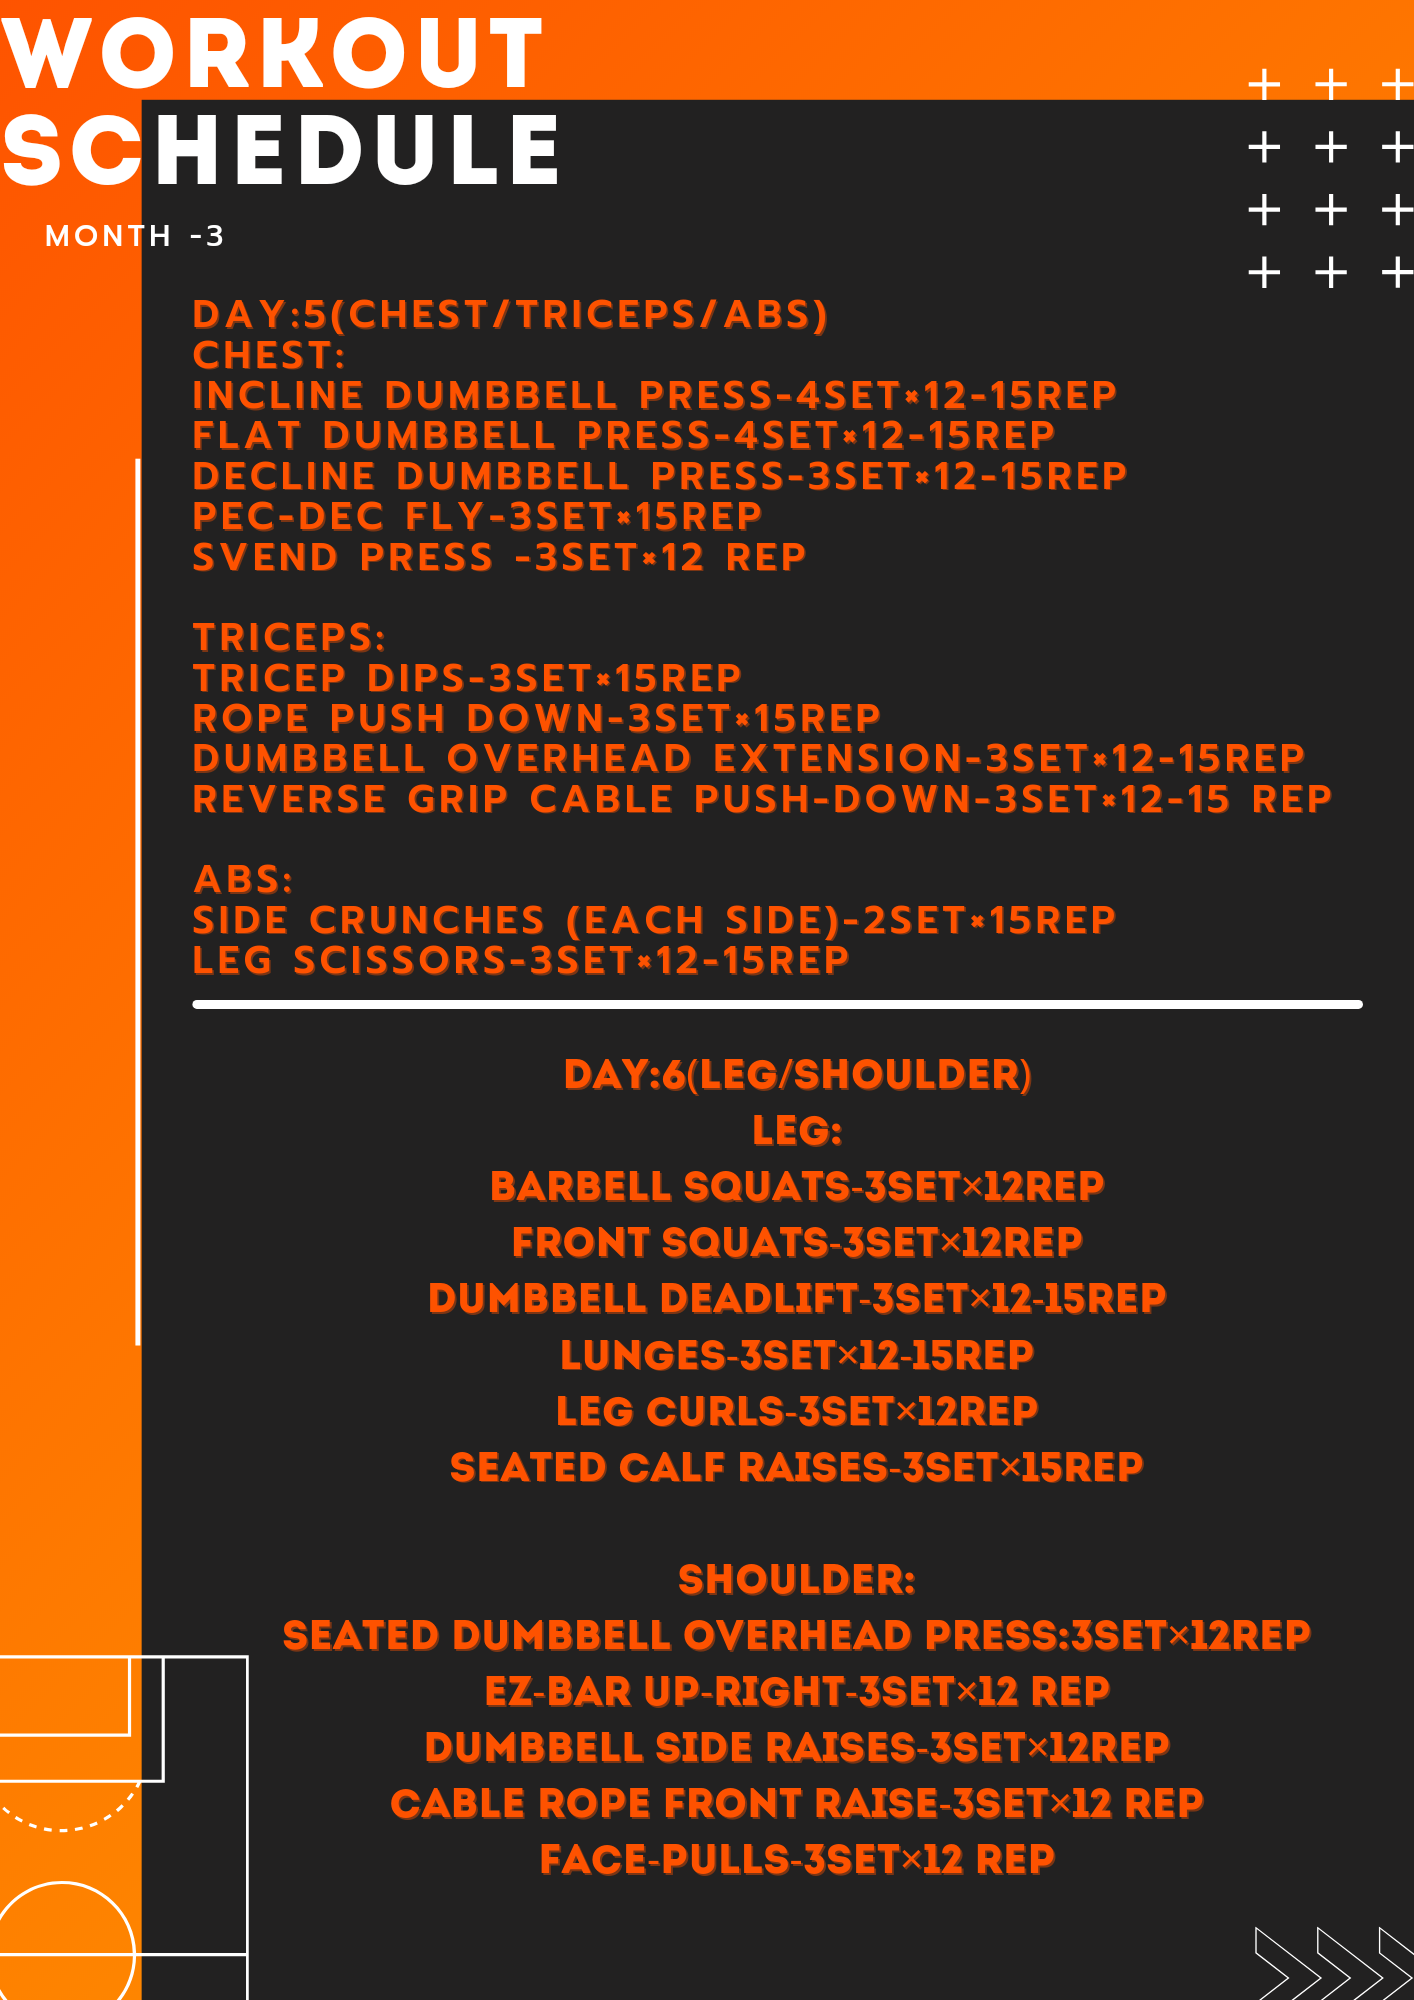 WORKOUT
SCHEDULE
MONTH -3
DAY:5(CHEST/TRICEPS/ABS)
CHEST:
INCLINE DUMBBELL PRESS-4SET×12-15REP
FLAT DUMBBELL PRESS-4SET×12-15REP
DECLINE DUMBBELL PRESS-3SET×12-15REP
PEC-DEC FLY-3SET×15REP
SVEND PRESS -3SET×12 REP
TRICEPS:
TRICEP DIPS-3SET×15REP
ROPE PUSH DOWN-3SET×15REP
DUMBBELL OVERHEAD EXTENSION-3SET×12-15REP
REVERSE GRIP CABLE PUSH-DOWN-3SET×12-15 REP
ABS:
SIDE CRUNCHES (EACH SIDE)-2SET×15REP
LEG SCISSORS-3SET×12-15REP
DAY:6(LEG/SHOULDER)
LEG:
BARBELL SQUATS-3SET×12REP
FRONT SQUATS-3SET×12REP
DUMBBELL DEADLIFT-3SET×12-15REP
LUNGES-3SET×12-15REP
LEG CURLS-3SET×12REP
SEATED CALF RAISES-3SET×15REP
SHOULDER:
SEATED DUMBBELL OVERHEAD PRESS:3SET×12REP
EZ-BAR UP-RIGHT-3SET×12 REP
DUMBBELL SIDE RAISES-3SET×12REP
CABLE ROPE FRONT RAISE-3SET×12 REP
FACE-PULLS-3SET×12 REP